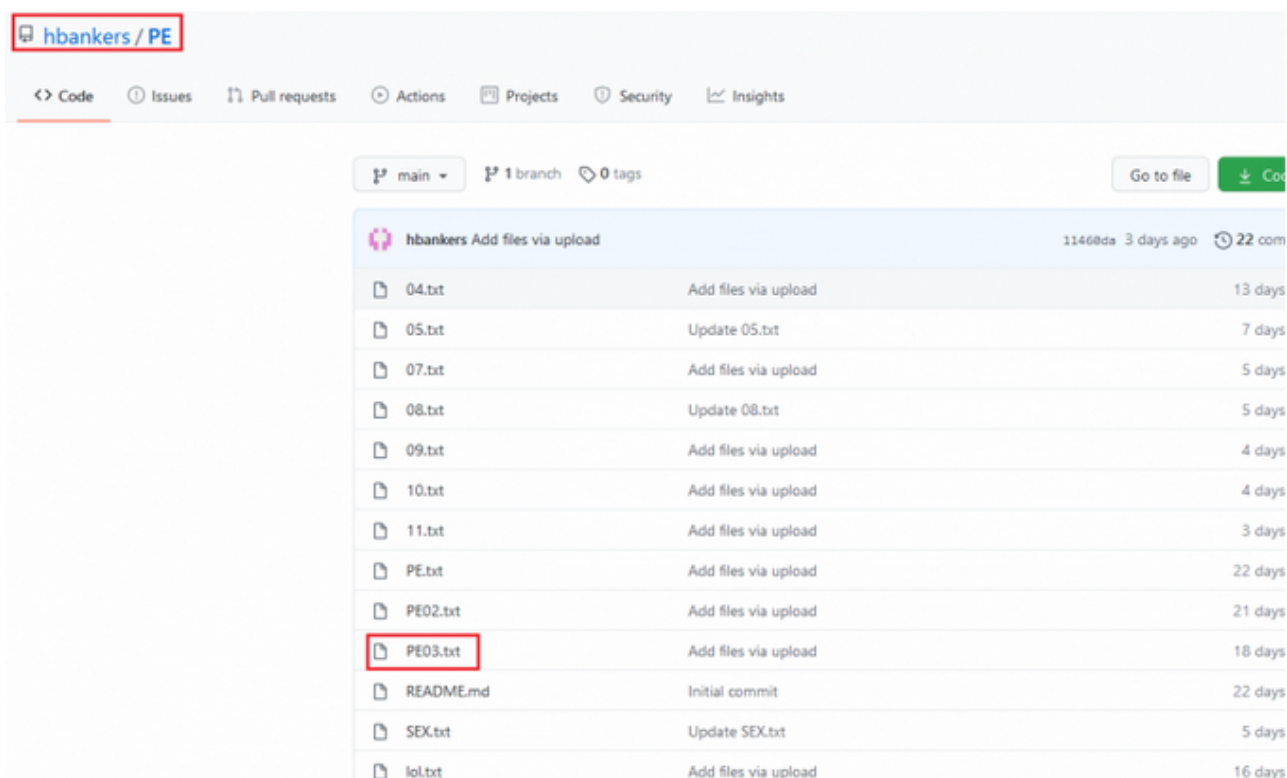 hbankers / PE
<> Code Issues Pull requests Actions Projects Security Insights
main 1 branch 0 tags Go to file Cod
hbankers Add files via upload 11460da 3 days ago 22 com
04.txt Add files via upload 13 days
05.txt Update 05.txt 7 days
07.txt Add files via upload 5 days
08.txt Update 08.txt 5 days
09.txt Add files via upload 4 days
10.txt Add files via upload 4 days
11.txt Add files via upload 3 days
PE.txt Add files via upload 22 days
PE02.txt Add files via upload 21 days
PE03.txt Add files via upload 18 days
README.md Initial commit 22 days
SEX.txt Update SEX.txt 5 days
lol.txt Add files via upload 16 days